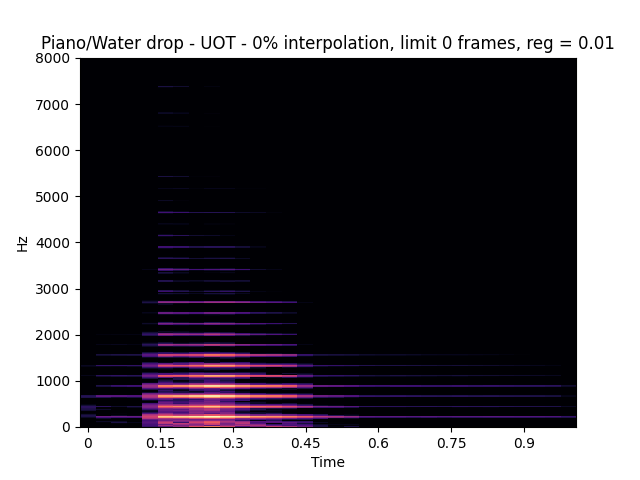 Piano/Water drop - UOT - 0% interpolation, limit 0 frames, reg = 0.01
8000
7000
6000
5000
4000
3000
2000
1000
0
Hz
0 0.15 0.3 0.45 0.6 0.75 0.9
Time